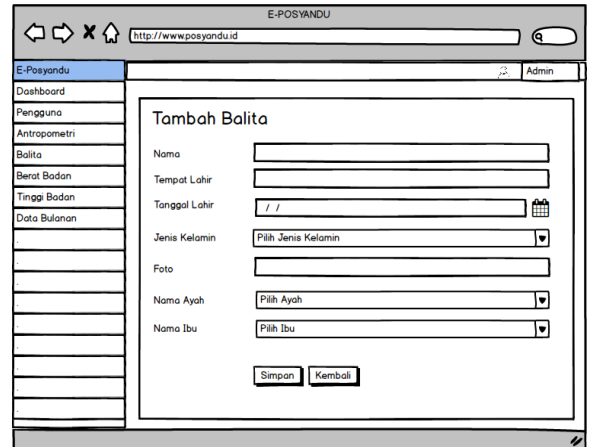 E-POSYANDU
http://www.posyandu.id
E-Posyandu
Admin
Dashboard
Pengguna
Antropometri
Balita
Berat Badan
Tinggi Badan
Data Bulanan
Tambah Balita
Nama
Tempat Lahir
Tanggal Lahir / /
Jenis Kelamin Pilih Jenis Kelamin
Foto
Nama Ayah Pilih Ayah
Nama Ibu Pilih Ibu
Simpan Kembali